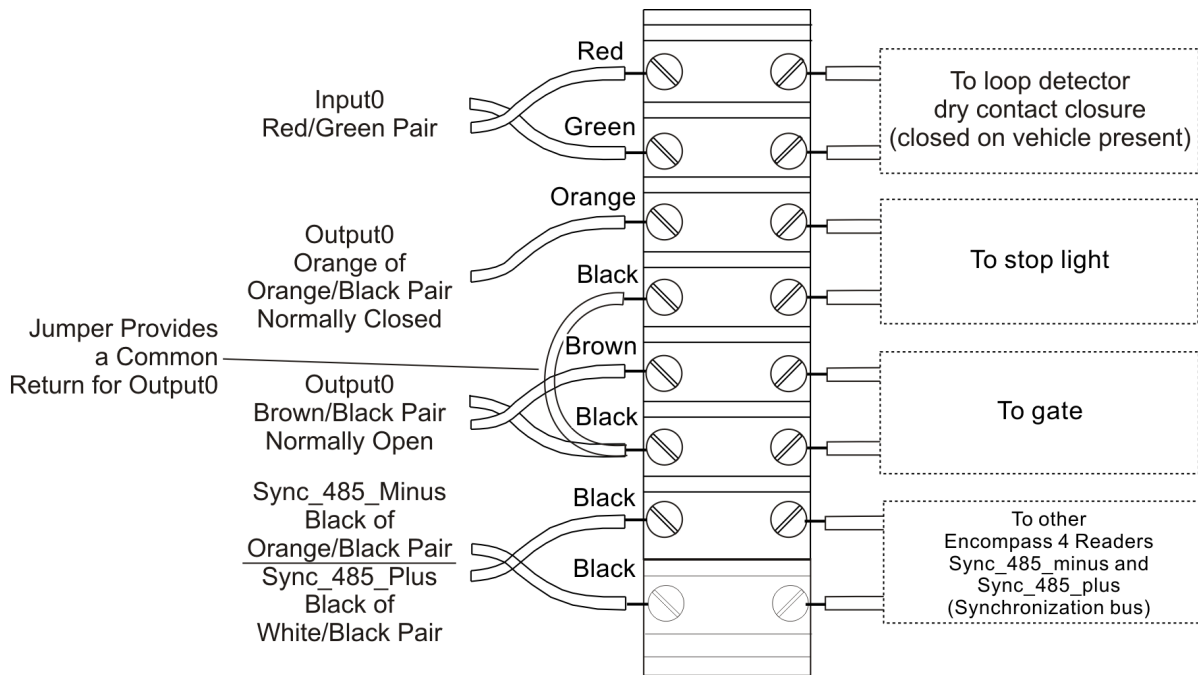 Red
Input0
Red/Green Pair
Green
To loop detector
dry contact closure
(closed on vehicle present)
Orange
Output0
Orange of
Orange/Black Pair
Normally Closed
Black
To stop light
Jumper Provides
a Common
Return for Output0
Brown
Output0
Brown/Black Pair
Normally Open
Black
To gate
Sync_485_Minus
Black of
Orange/Black Pair
Black
Sync_485_Plus
Black of
White/Black Pair
Black
To other
Encompass 4 Readers
Sync_485_minus and
Sync_485_plus
(Synchronization bus)